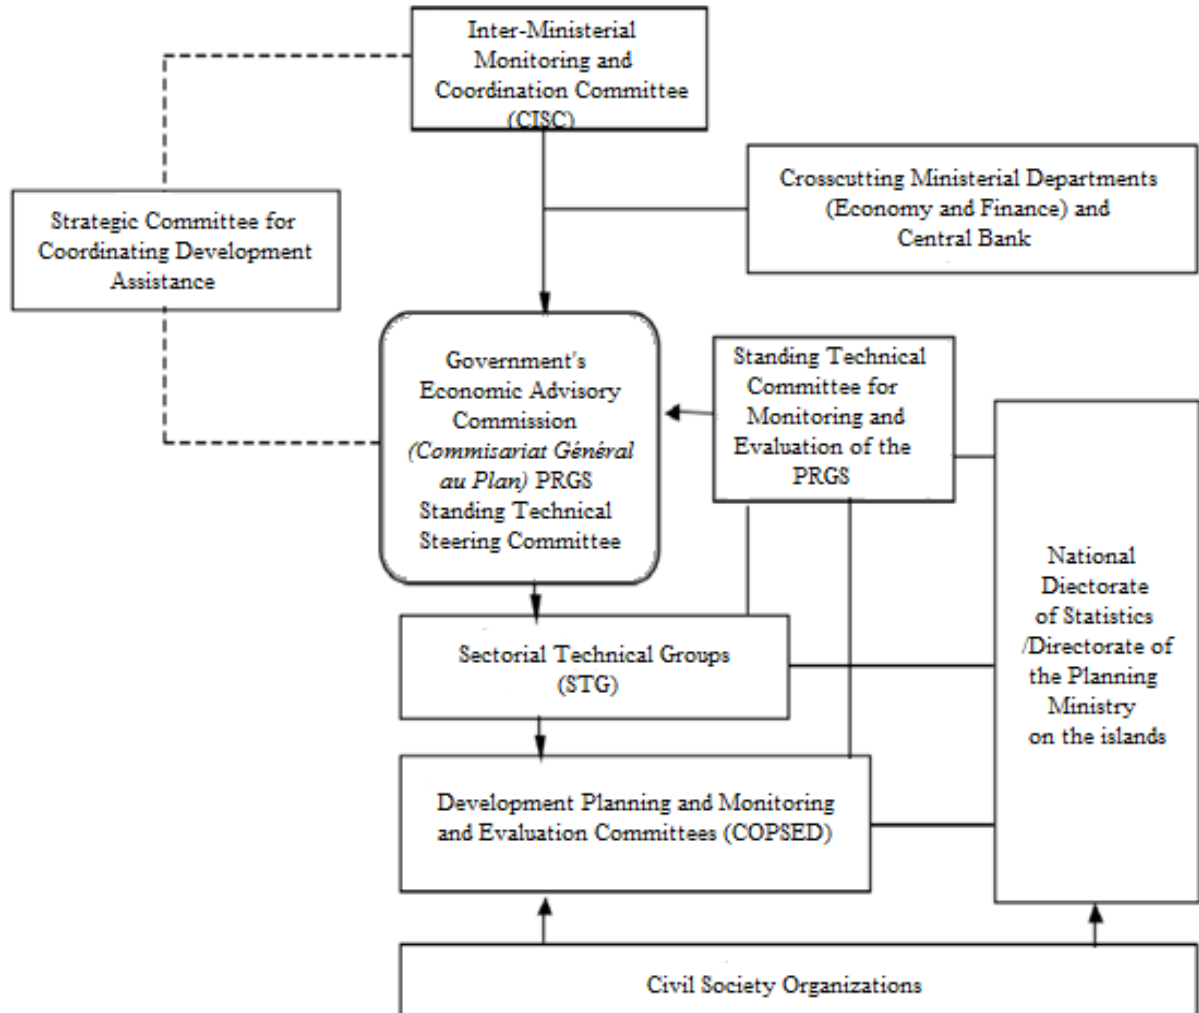 Inter-Ministerial
Monitoring and
Coordination Committee
(CISC)
Crosscutting Ministerial Departments
(Economy and Finance) and
Central Bank
Strategic Committee for
Coordinating Development
Assistance
Government's
Economic Advisory
Commission
(Commisariat Général
au Plan) PRGS
Standing Technical
Steering Committee
Standing Technical
Committee for
Monitoring and
Evaluation of the
PRGS
National
Diectorate
of Statistics
/Directorate of
the Planning
Ministry
on the islands
Sectorial Technical Groups
(STG)
Development Planning and Monitoring
and Evaluation Committees (COPSED)
Civil Society Organizations